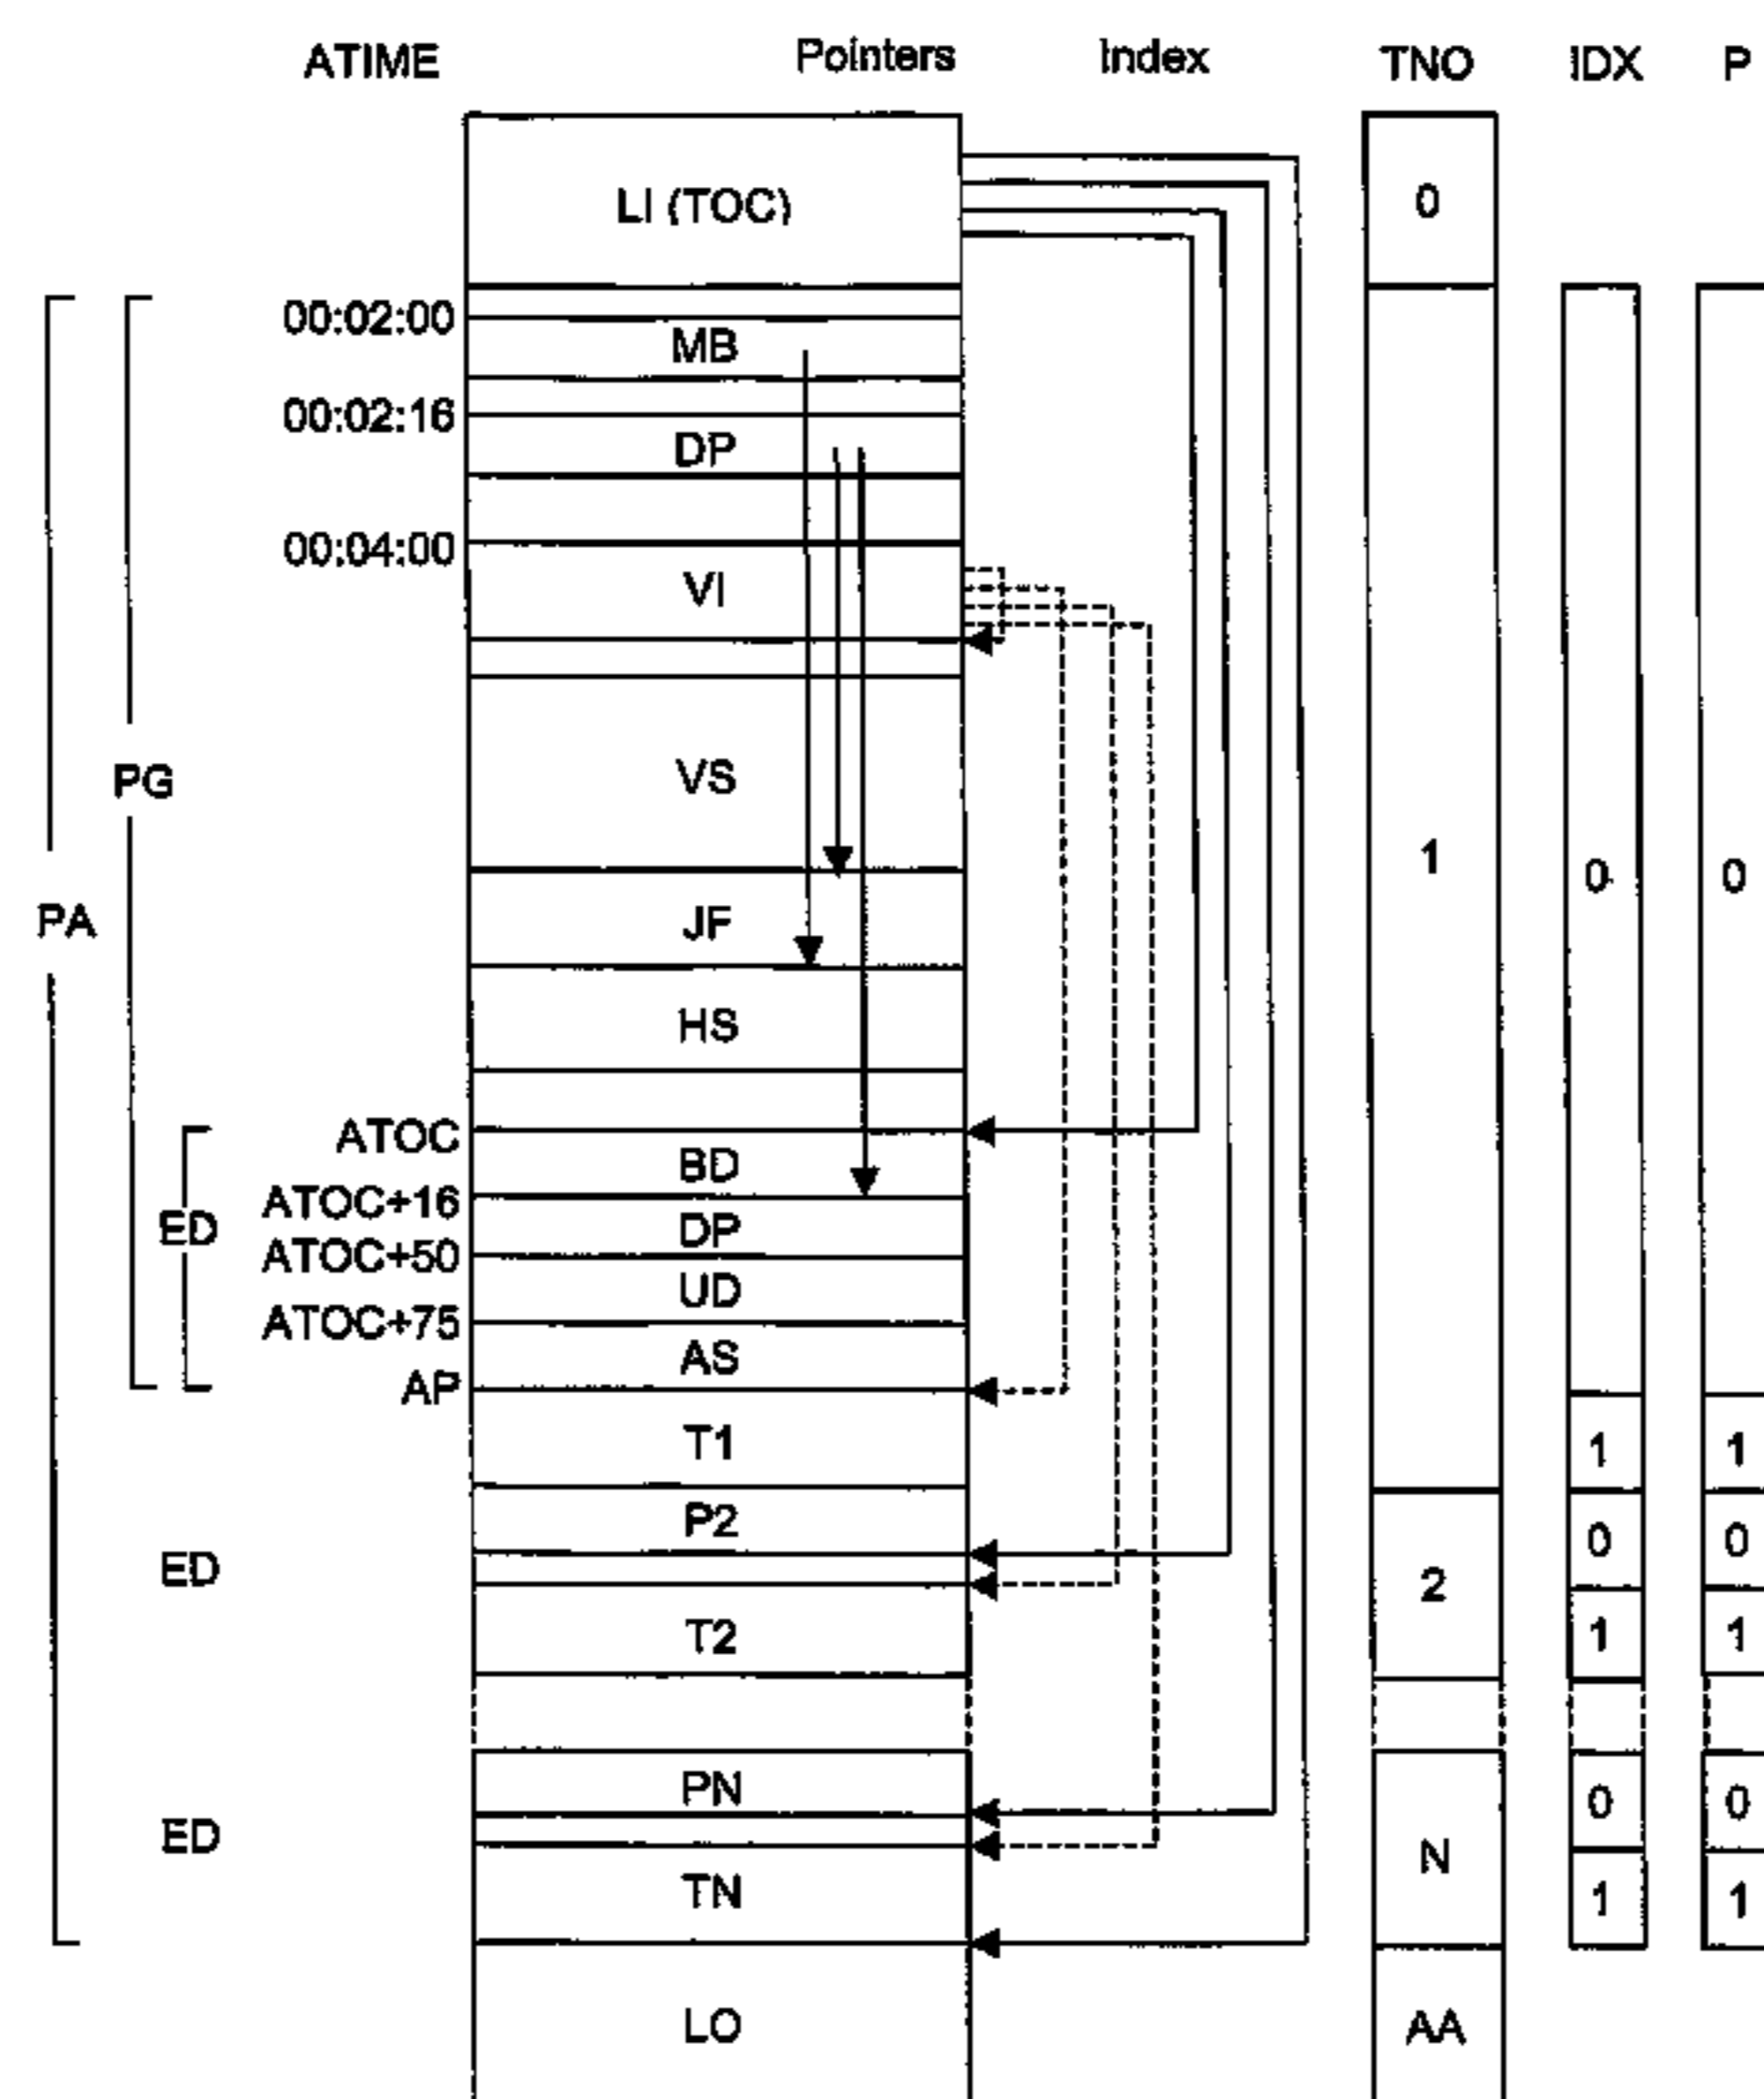 ATIME Pointers Index TNO IDX P
LI (TOC) 0
00:02:00
MB
00:02:16
DP
00:04:00
VI
PG
VS
1 0 0
PA
JF
HS
ATOC
BD
ATOC+16
ED
DP
ATOC+50
UD
ATOC+75
AS
AP
T1 1 1
P2 0 0
ED 2
T2 1 1
PN 0 0
ED N
TN 1 1
LO AA